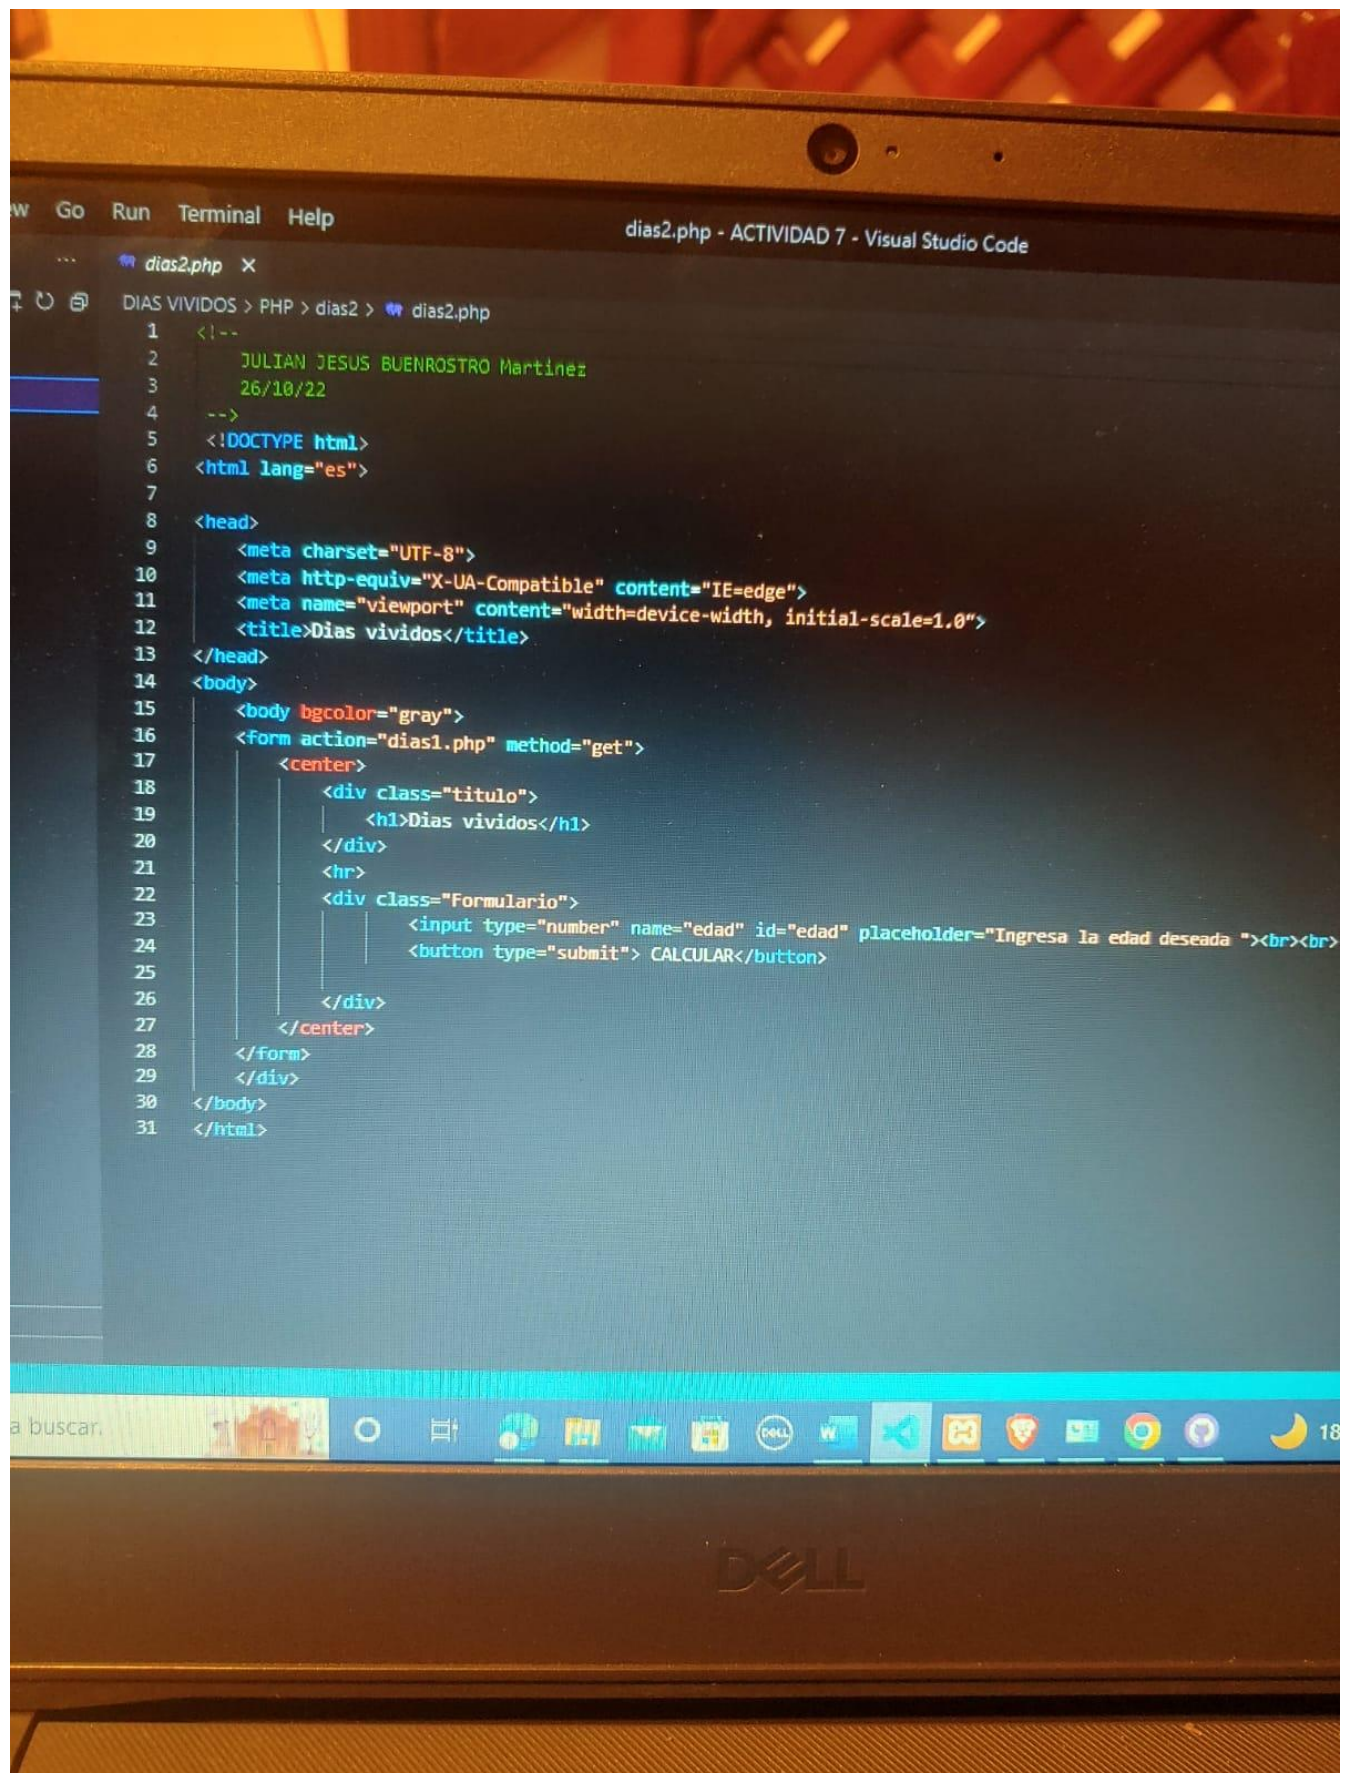 Go Run Terminal Help
dias2.php - ACTIVIDAD 7 - Visual Studio Code
dias2.php ×
DIAS VIVIDOS > PHP > dias2 > dias2.php
1 <!--
2 JULIAN JESUS BUENROSTRO Martinez
3 26/10/22
4 -->
5 <!DOCTYPE html>
6 <html lang="es">
7
8 <head>
9 <meta charset="UTF-8">
10 <meta http-equiv="X-UA-Compatible" content="IE=edge">
11 <meta name="viewport" content="width=device-width, initial-scale=1.0">
12 <title>Dias vividos</title>
13 </head>
14 <body>
15 <body bgcolor="gray">
16 <form action="dias1.php" method="get">
17 <center>
18 <div class="titulo">
19 <h1>Dias vividos</h1>
20 </div>
21 <hr>
22 <div class="Formulario">
23 <input type="number" name="edad" id="edad" placeholder="Ingresa la edad deseada "><br><br>
24 <button type="submit"> CALCULAR</button>
25
26 </div>
27 </center>
28 </form>
29 </div>
30 </body>
31 </html>
a buscar.
DELL
W
18
DELL